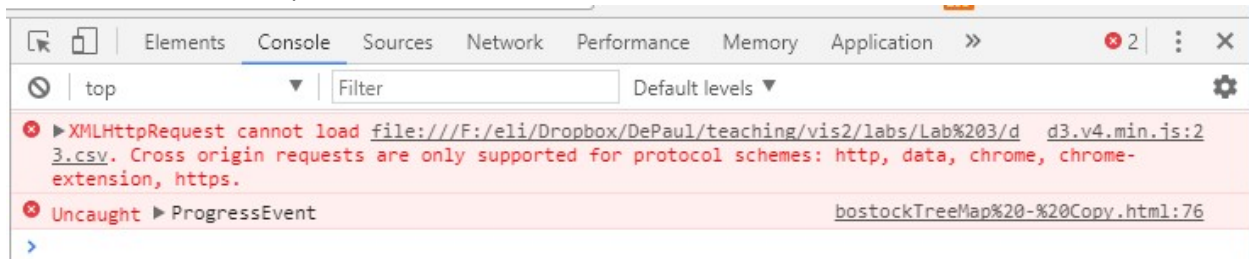 Elements Console Sources Network Performance Memory Application » 2
top Filter Default levels
XMLHttpRequest cannot load file:///F:/eli/Dropbox/DePaul/teaching/vis2/labs/Lab%203/d d3.v4.min.js:2
3.csv. Cross origin requests are only supported for protocol schemes: http, data, chrome, chrome-
extension, https.
Uncaught ▶ProgressEvent bostockTreeMap%20-%20Copy.html:76